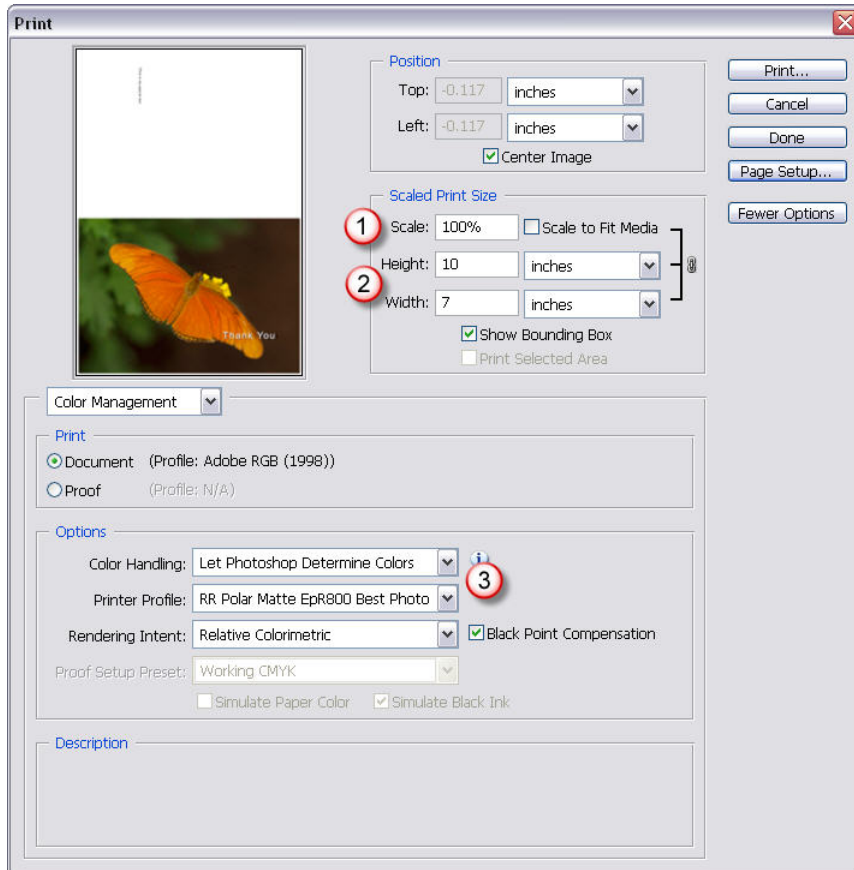 Print
Thank You
Position
Top: -0.117 inches
Left: -0.117 inches
Center Image
Print...
Cancel
Done
Page Setup...
Fewer Options
Scaled Print Size
1 Scale: 100% Scale to Fit Media
Height: 10 inches
2
Width: 7 inches
Show Bounding Box
Print Selected Area
Color Management
Print
Document (Profile: Adobe RGB (1998))
Proof (Profile: N/A)
Options
Color Handling: Let Photoshop Determine Colors i
3
Printer Profile: RR Polar Matte EpR800 Best Photo
Rendering Intent: Relative Colorimetric Black Point Compensation
Proof Setup Preset: Working CMYK
Simulate Paper Color Simulate Black Ink
Description